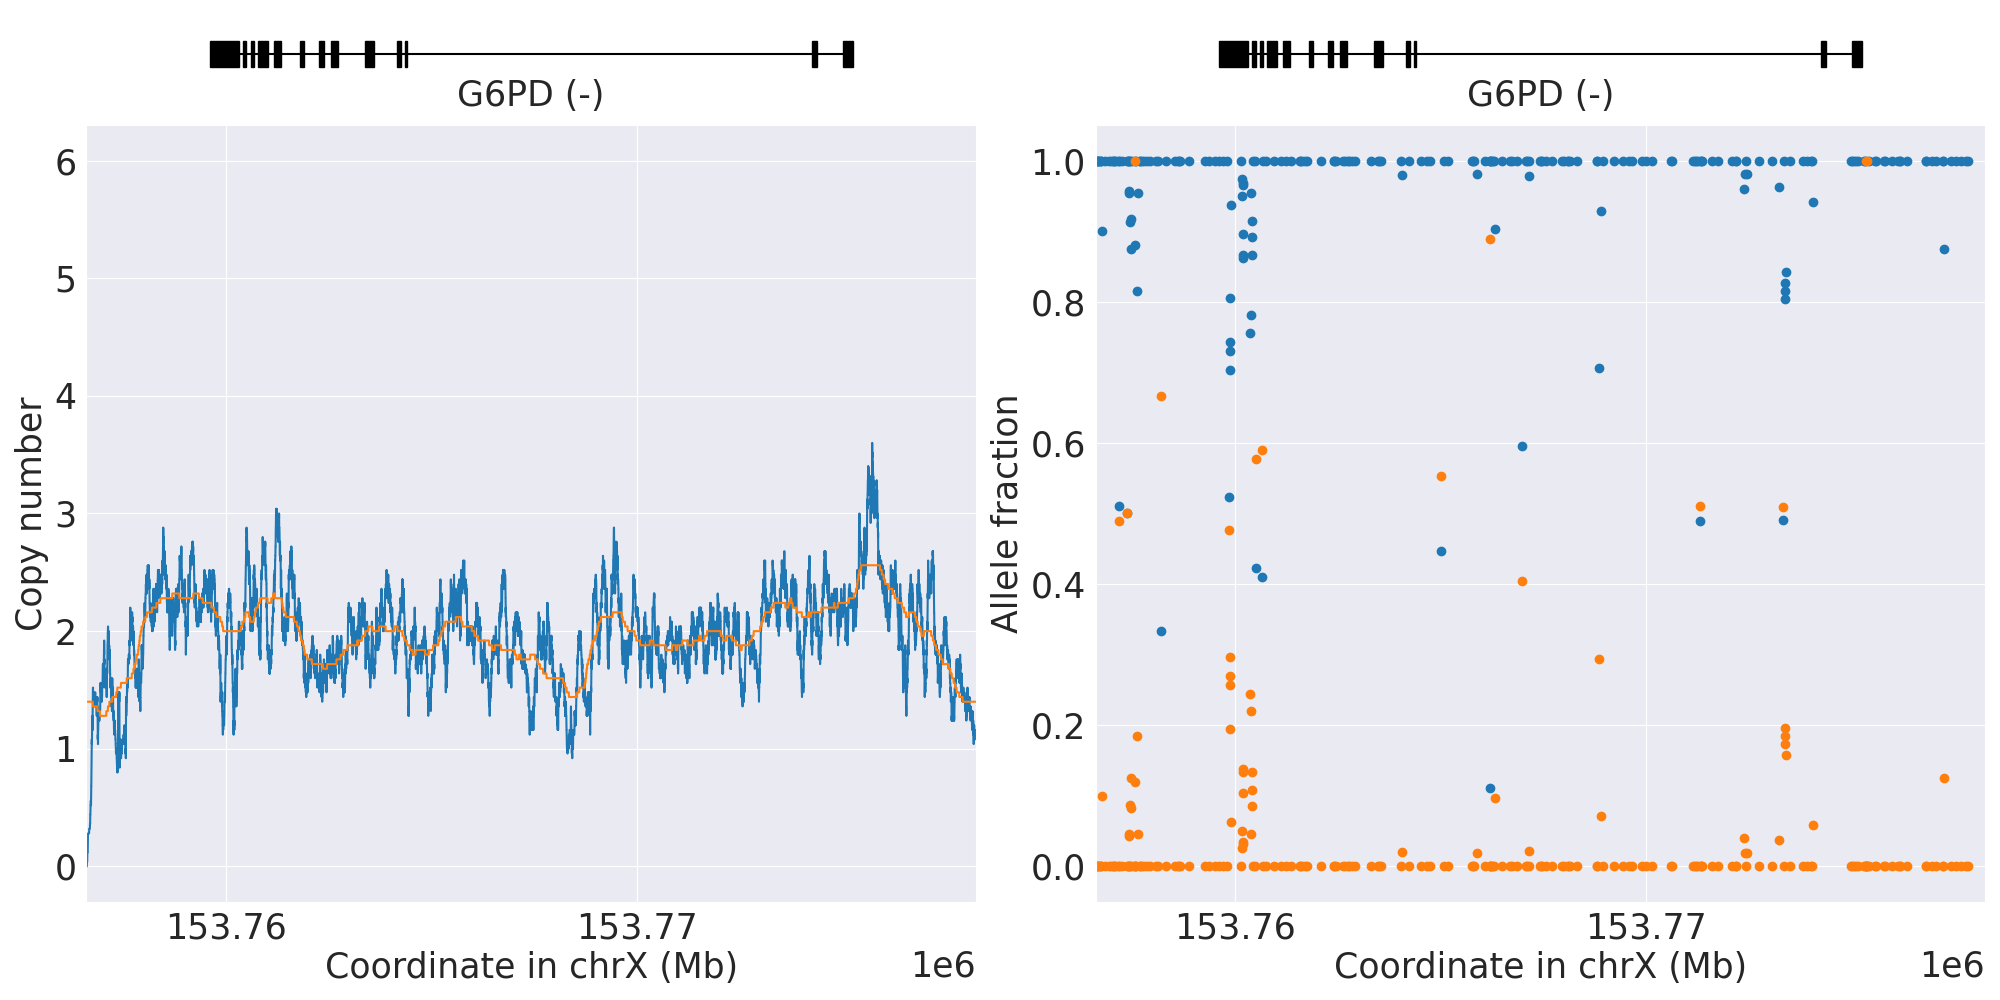 G6PD (-)
6
5
4
3
2
1
0
Copy number
153.76
153.77
Coordinate in chrX (Mb)
1e6
G6PD (-)
1.0
0.8
0.6
0.4
0.2
0.0
Allele fraction
153.76
153.77
Coordinate in chrX (Mb)
1e6